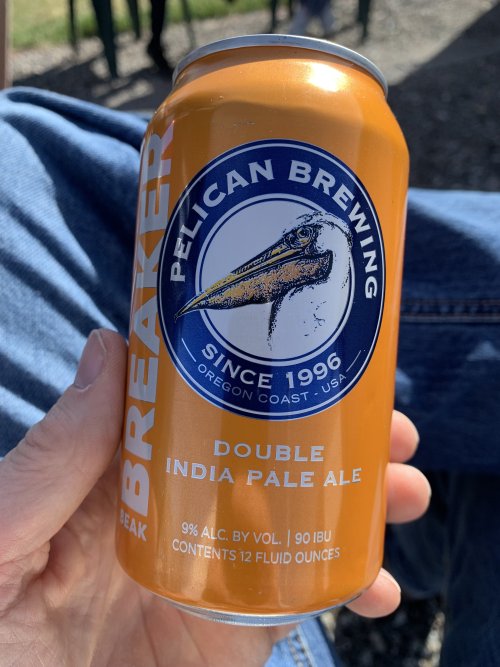 BEAK
BREAKER
PELICAN BREWING
SINCE 1996
OREGON COAST - USA
DOUBLE
INDIA PALE ALE
9% ALC. BY VOL. | 90 IBU
CONTENTS 12 FLUID OUNCES